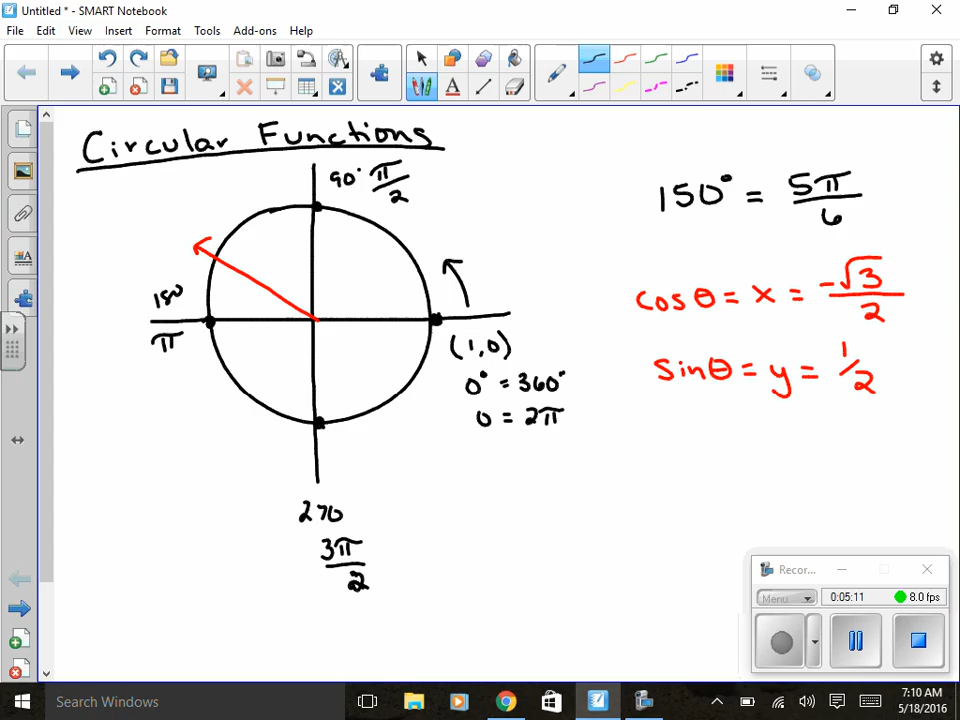 Untitled * - SMART Notebook
File Edit View Insert Format Tools Add-ons Help
Circular Functions
90° π/2
150° = 5π/6
cosθ = x = -√3/2
sinθ = y = 1/2
180
π
(1,0)
0° = 360°
0 = 2π
270
3π/2
Recor...
Menu
0:05:11
8.0 fps
Search Windows
7:10 AM
5/18/2016